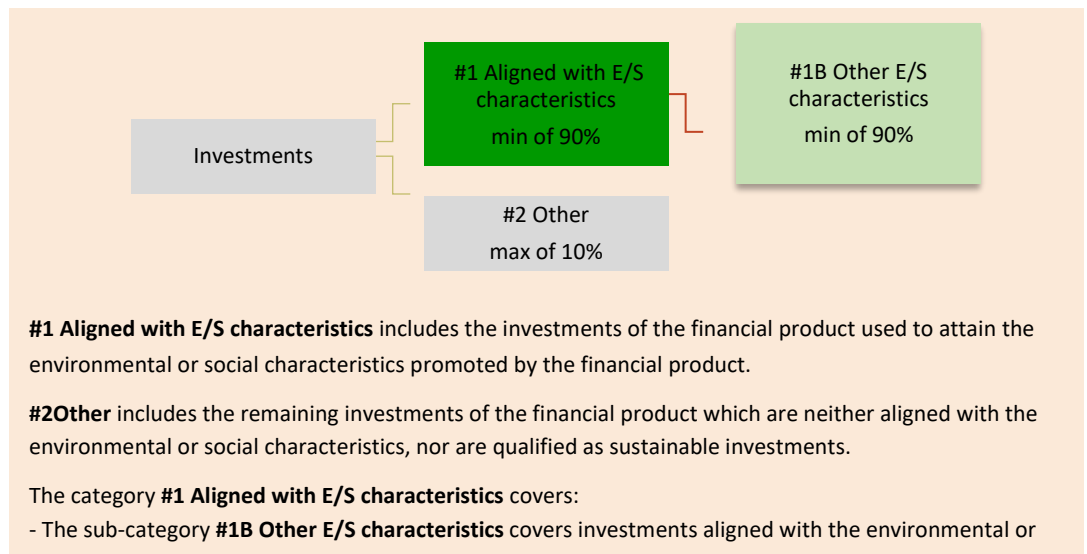 #1 Aligned with E/S
characteristics
min of 90%
#1B Other E/S
characteristics
min of 90%
Investments
#2 Other
max of 10%
#1 Aligned with E/S characteristics includes the investments of the financial product used to attain the
environmental or social characteristics promoted by the financial product.
#2Other includes the remaining investments of the financial product which are neither aligned with the
environmental or social characteristics, nor are qualified as sustainable investments.
The category #1 Aligned with E/S characteristics covers:
- The sub-category #1B Other E/S characteristics covers investments aligned with the environmental or